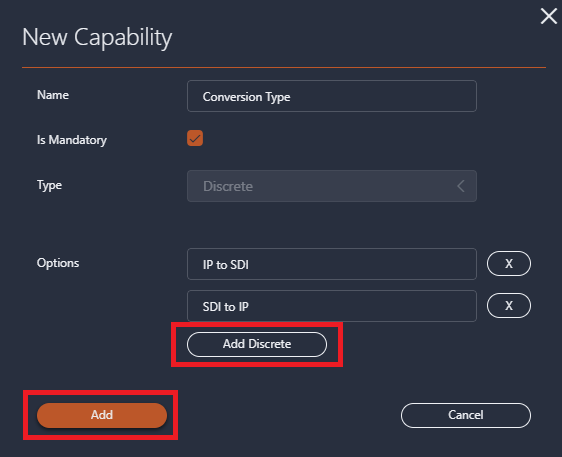 New Capability
Name
Conversion Type
Is Mandatory
Type
Discrete
Options
IP to SDI
X
SDI to IP
X
Add Discrete
Add
Cancel